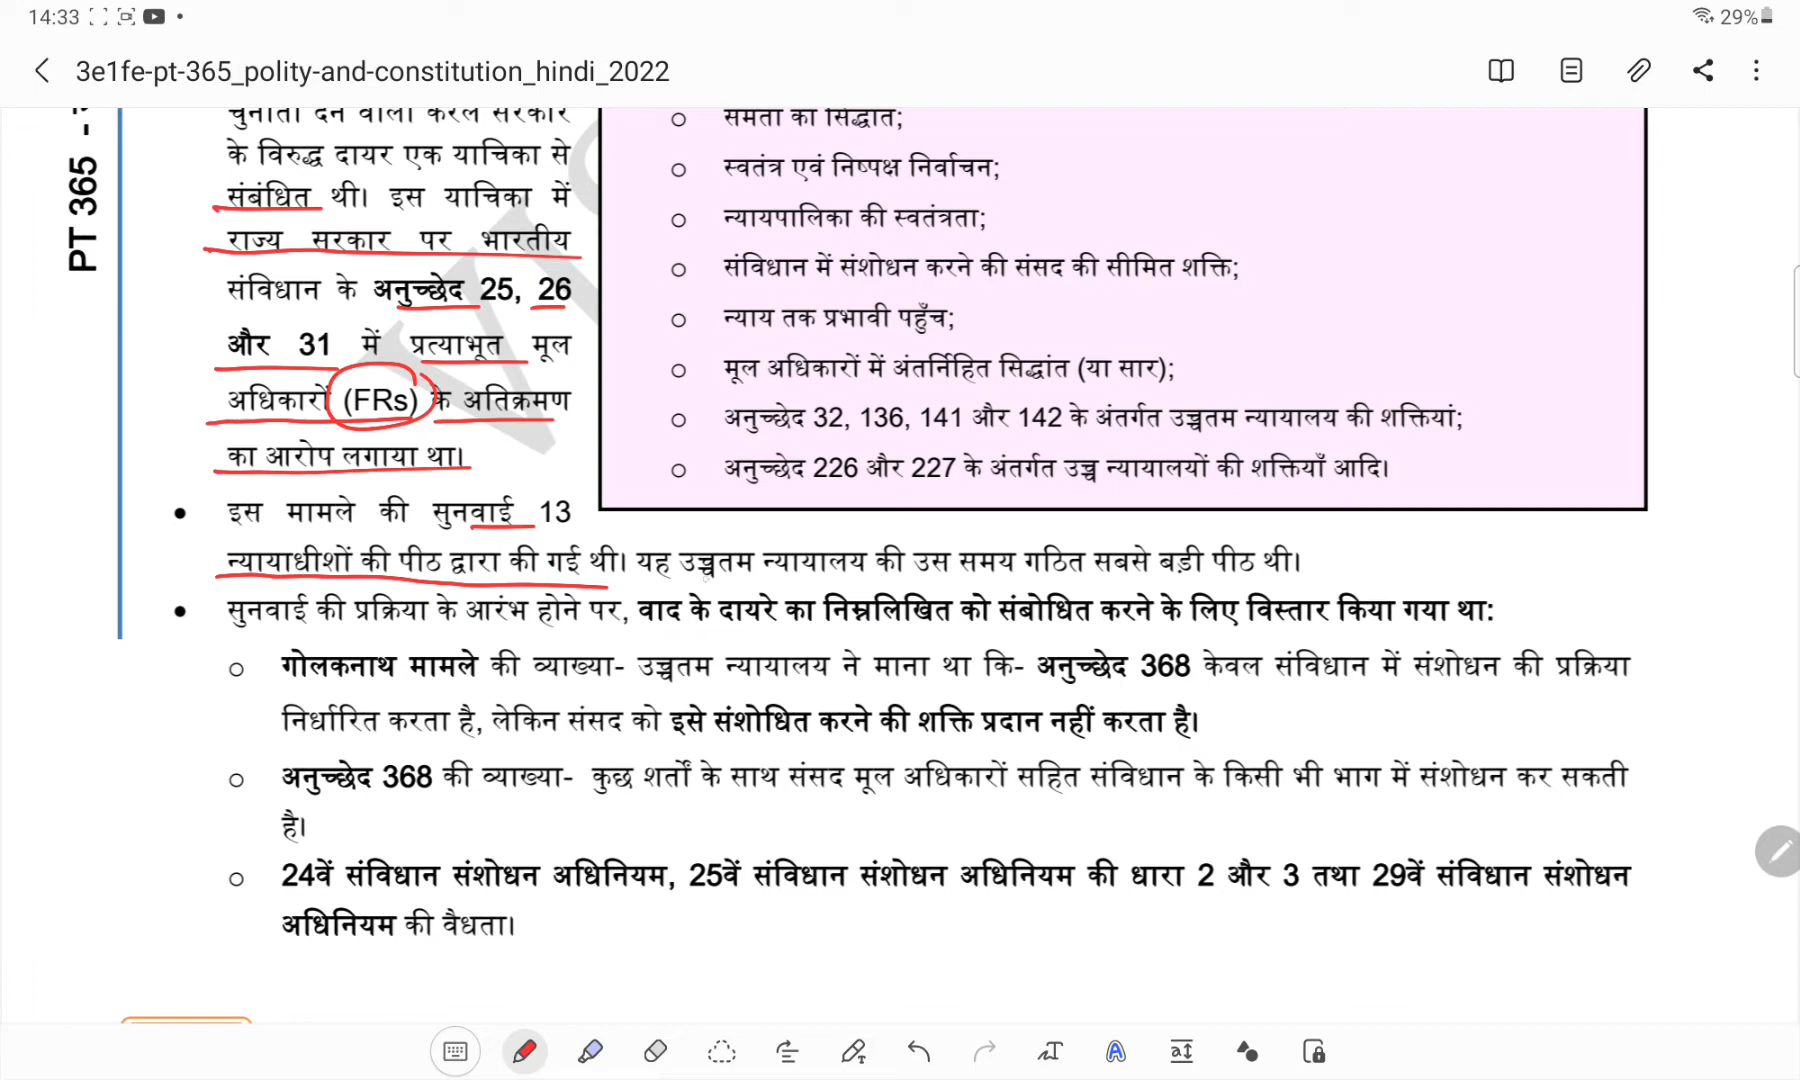 14:33
29%
3e1fe-pt-365_polity-and-constitution_hindi_2022
PT 365 -
चुनौती देने वाली केरल सरकार
के विरुद्ध दायर एक याचिका से
संबंधित थी। इस याचिका में
राज्य सरकार पर भारतीय
संविधान के अनुच्छेद 25, 26
और 31 में प्रत्याभूत मूल
अधिकारों (FRs) के अतिक्रमण
का आरोप लगाया था।
समता का सिद्धांत;
स्वतंत्र एवं निष्पक्ष निर्वाचन;
न्यायपालिका की स्वतंत्रता;
संविधान में संशोधन करने की संसद की सीमित शक्ति;
न्याय तक प्रभावी पहुँच;
मूल अधिकारों में अंतर्निहित सिद्धांत (या सार);
अनुच्छेद 32, 136, 141 और 142 के अंतर्गत उच्चतम न्यायालय की शक्तियां;
अनुच्छेद 226 और 227 के अंतर्गत उच्च न्यायालयों की शक्तियाँ आदि।
इस मामले की सुनवाई 13
न्यायाधीशों की पीठ द्वारा की गई थी। यह उच्चतम न्यायालय की उस समय गठित सबसे बड़ी पीठ थी।
सुनवाई की प्रक्रिया के आरंभ होने पर, वाद के दायरे का निम्नलिखित को संबोधित करने के लिए विस्तार किया गया था:
गोलकनाथ मामले की व्याख्या- उच्चतम न्यायालय ने माना था कि- अनुच्छेद 368 केवल संविधान में संशोधन की प्रक्रिया
निर्धारित करता है, लेकिन संसद को इसे संशोधित करने की शक्ति प्रदान नहीं करता है।
अनुच्छेद 368 की व्याख्या- कुछ शर्तों के साथ संसद मूल अधिकारों सहित संविधान के किसी भी भाग में संशोधन कर सकती
है।
24वें संविधान संशोधन अधिनियम, 25वें संविधान संशोधन अधिनियम की धारा 2 और 3 तथा 29वें संविधान संशोधन
अधिनियम की वैधता।